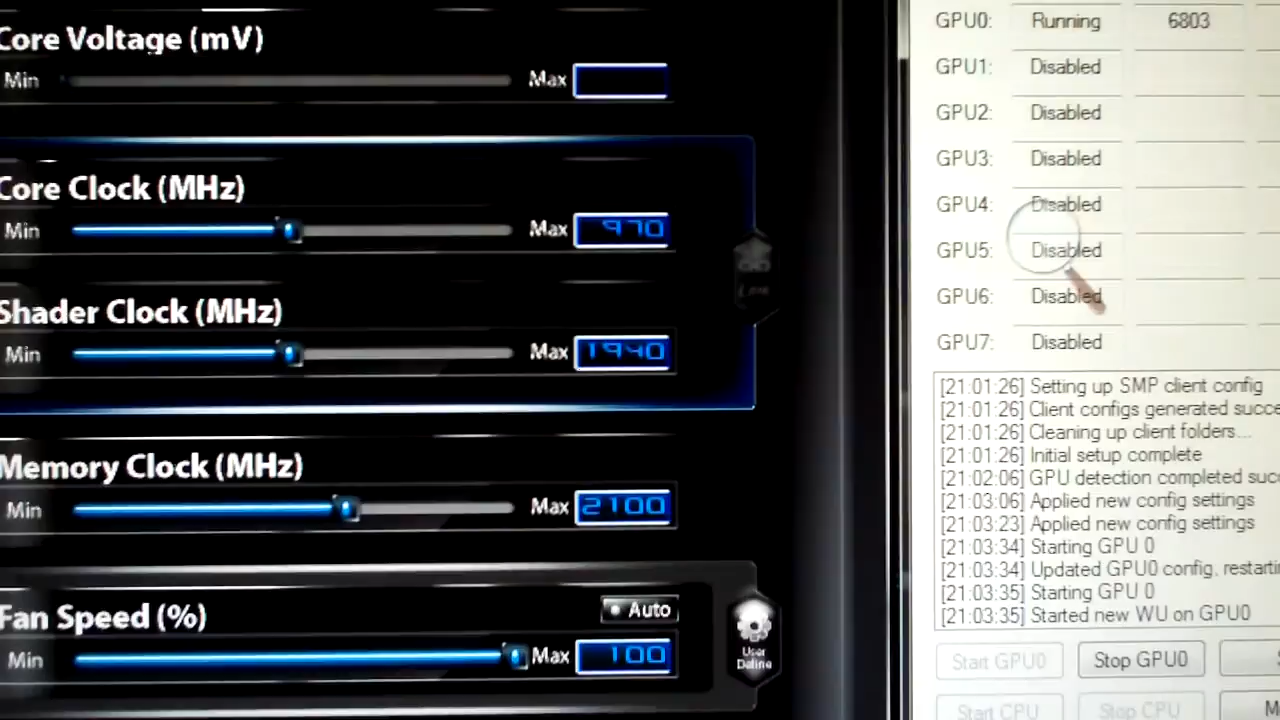 Core Voltage (mV)
Min Max
Core Clock (MHz)
Min Max 970
Link
Shader Clock (MHz)
Min Max 1940
Memory Clock (MHz)
Min Max 2100
Fan Speed (%)
Auto
Min Max 100
User
Define
GPU0: Running 6803
GPU1: Disabled
GPU2: Disabled
GPU3: Disabled
GPU4: Disabled
GPU5: Disabled
GPU6: Disabled
GPU7: Disabled
[21:01:26] Setting up SMP client config
[21:01:26] Client configs generated succe
[21:01:26] Cleaning up client folders...
[21:01:26] Initial setup complete
[21:02:06] GPU detection completed succ
[21:03:06] Applied new config settings
[21:03:23] Applied new config settings
[21:03:34] Starting GPU 0
[21:03:34] Updated GPU0 config, restartin
[21:03:35] Starting GPU 0
[21:03:35] Started new WU on GPU0
Start GPU0 Stop GPU0 S
Start CPU Stop CPU M